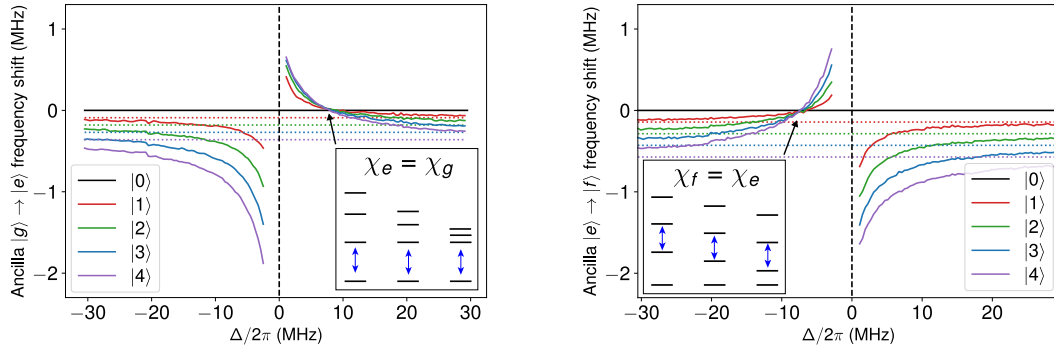 Ancilla |g⟩ → |e⟩ frequency shift (MHz)
1
0
−1
−2
|0⟩
|1⟩
|2⟩
|3⟩
|4⟩
χe = χg
−30 −20 −10 0 10 20 30
Δ/2π (MHz)
Ancilla |e⟩ → |f⟩ frequency shift (MHz)
1
0
−1
−2
χf = χe
|0⟩
|1⟩
|2⟩
|3⟩
|4⟩
−30 −20 −10 0 10 20
Δ/2π (MHz)